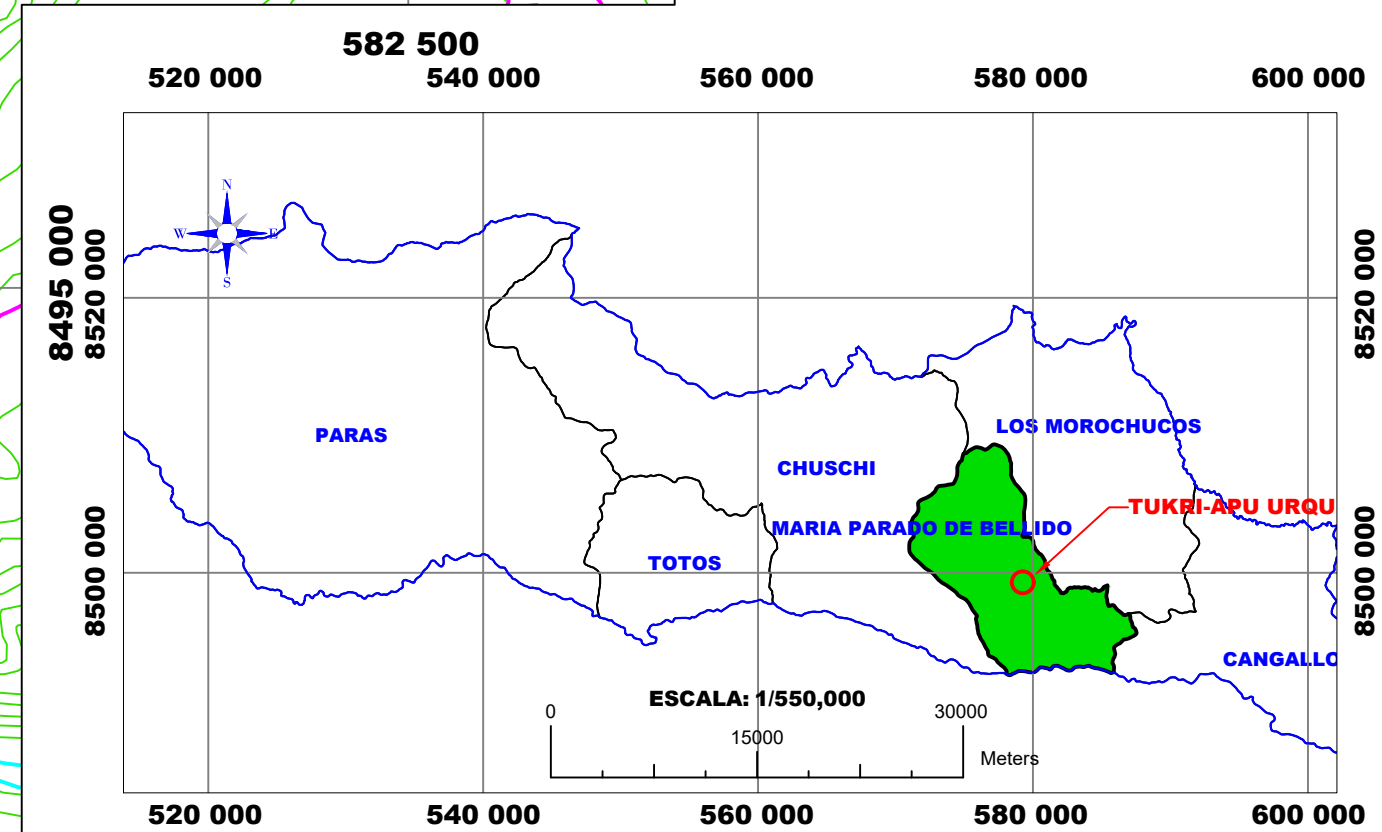 582 500
520 000 540 000 560 000 580 000 600 000
8495 000
8520 000
8520 000
N
W E
S
PARAS
LOS MOROCHUCOS
CHUSCHI
TUKRI-APU URQU
MARIA PARADO DE BELLIDO
TOTOS
8500 000
8500 000
CANGALLO
ESCALA: 1/550,000
0 15000 30000
Meters
520 000 540 000 560 000 580 000 600 000